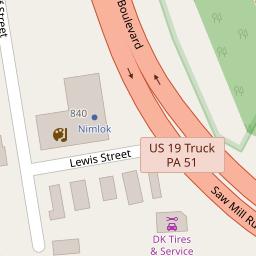 Street
Boulevard
840
Nimlok
Lewis Street
US 19 Truck
PA 51
Saw Mill Ru
DK Tires
& Service